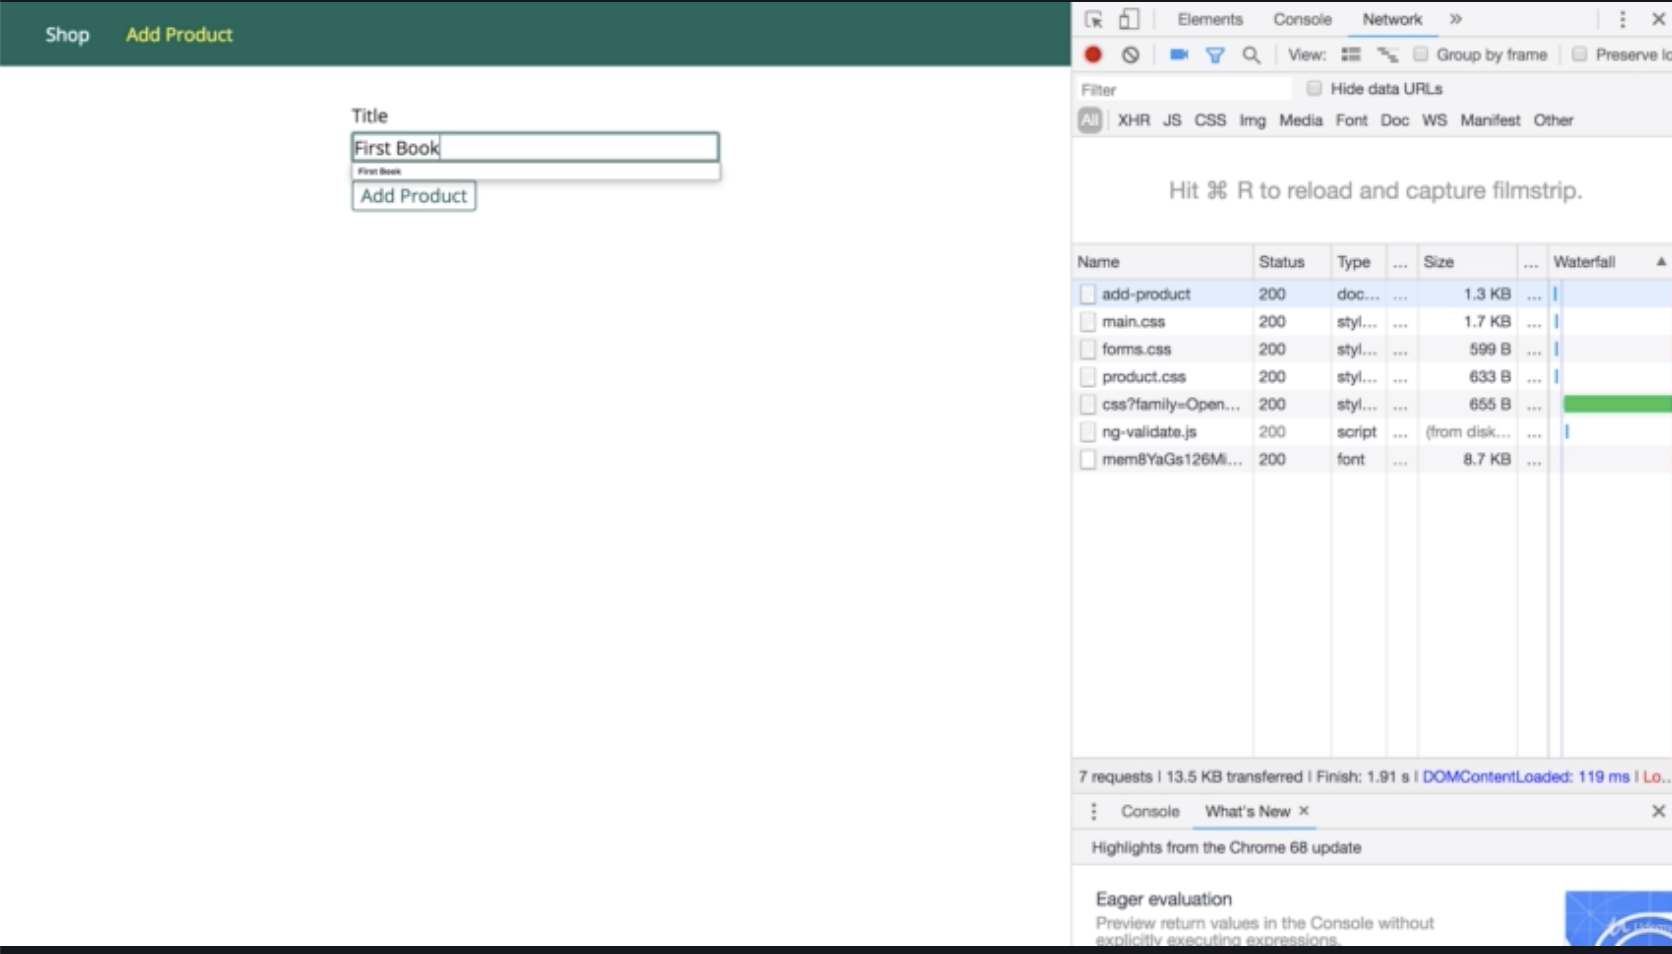 Shop Add Product
Title
First Book
First Book
Add Product
Elements Console Network »
View: Group by frame Preserve lo
Filter Hide data URLs
All XHR JS CSS Img Media Font Doc WS Manifest Other
Hit ⌘ R to reload and capture filmstrip.
Name Status Type ... Size ... Waterfall ▲
add-product 200 doc... ... 1.3 KB ...
main.css 200 styl... ... 1.7 KB ...
forms.css 200 styl... ... 599 B ...
product.css 200 styl... ... 633 B ...
css?family=Open... 200 styl... ... 655 B ...
ng-validate.js 200 script ... (from disk... ...
mem8YaGs126Mi... 200 font ... 8.7 KB ...
7 requests | 13.5 KB transferred | Finish: 1.91 s | DOMContentLoaded: 119 ms | Lo...
Console What's New ×
Highlights from the Chrome 68 update
Eager evaluation
Preview return values in the Console without
explicitly executing expressions.